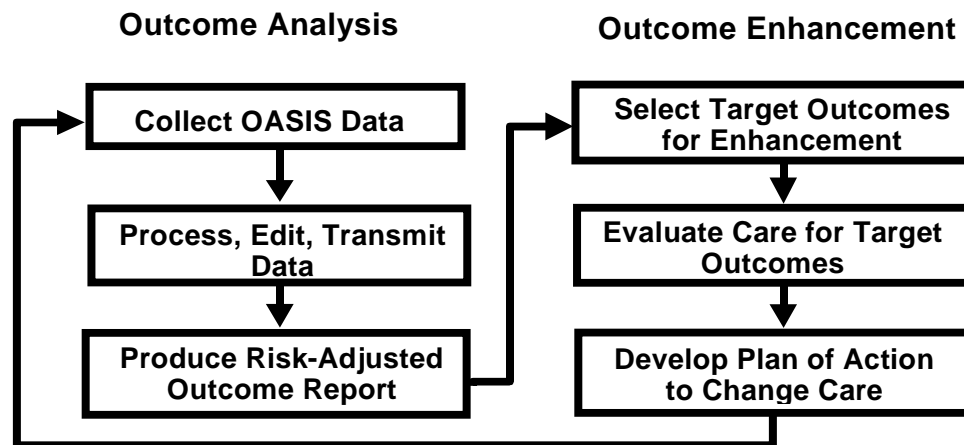 Outcome Analysis
Collect OASIS Data
Process, Edit, Transmit
Data
Produce Risk-Adjusted
Outcome Report
Outcome Enhancement
Select Target Outcomes
for Enhancement
Evaluate Care for Target
Outcomes
Develop Plan of Action
to Change Care